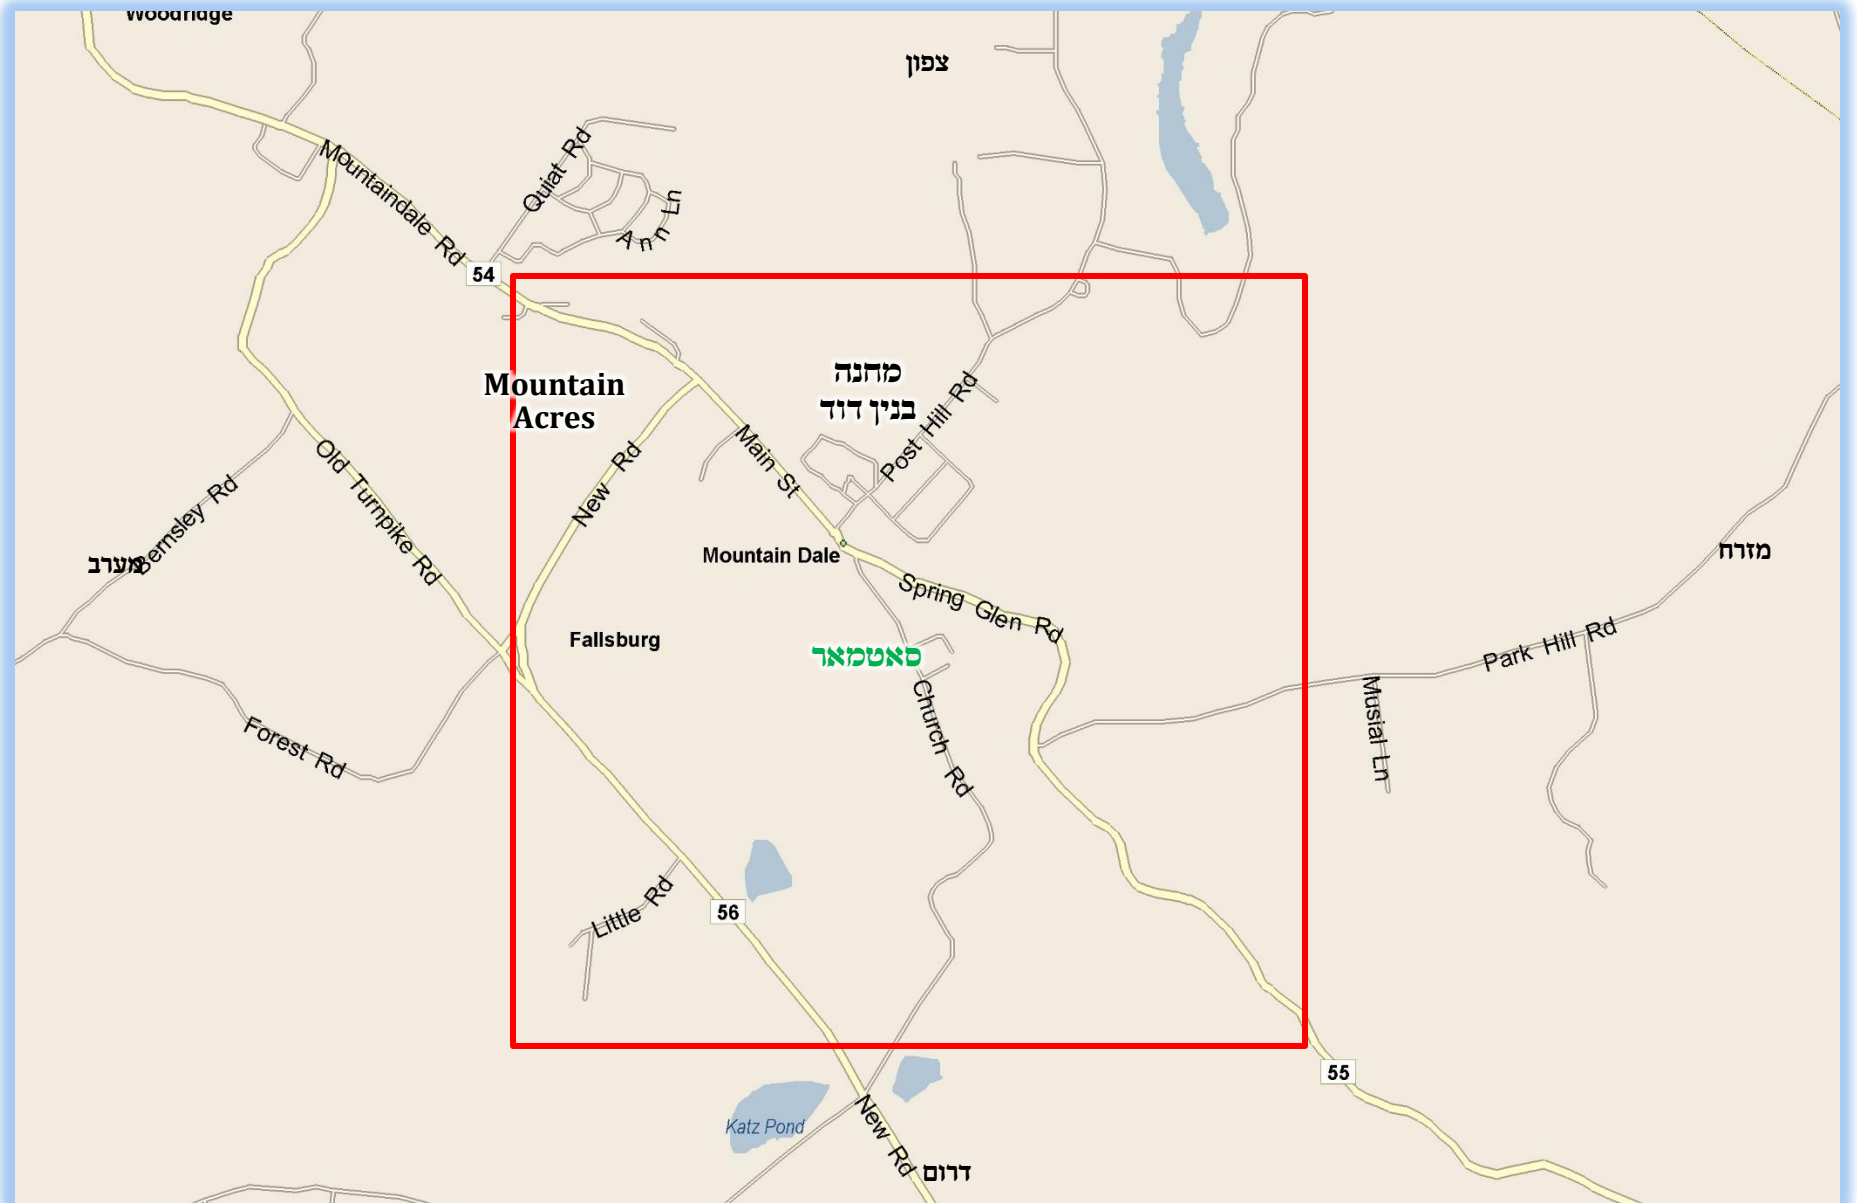 Woodridge
צפון
Mountaindale Rd
Quiat Rd
Ann Ln
54
Mountain
Acres
מחנה
בנין דוד
Post Hill Rd
Main St
New Rd
Old Turnpike Rd
Bernsley Rd
מערב
מזרח
Mountain Dale
Spring Glen Rd
Fallsburg
סאטמאר
Park Hill Rd
Church Rd
Musial Ln
Forest Rd
Little Rd
56
55
Katz Pond
New Rd
דרום